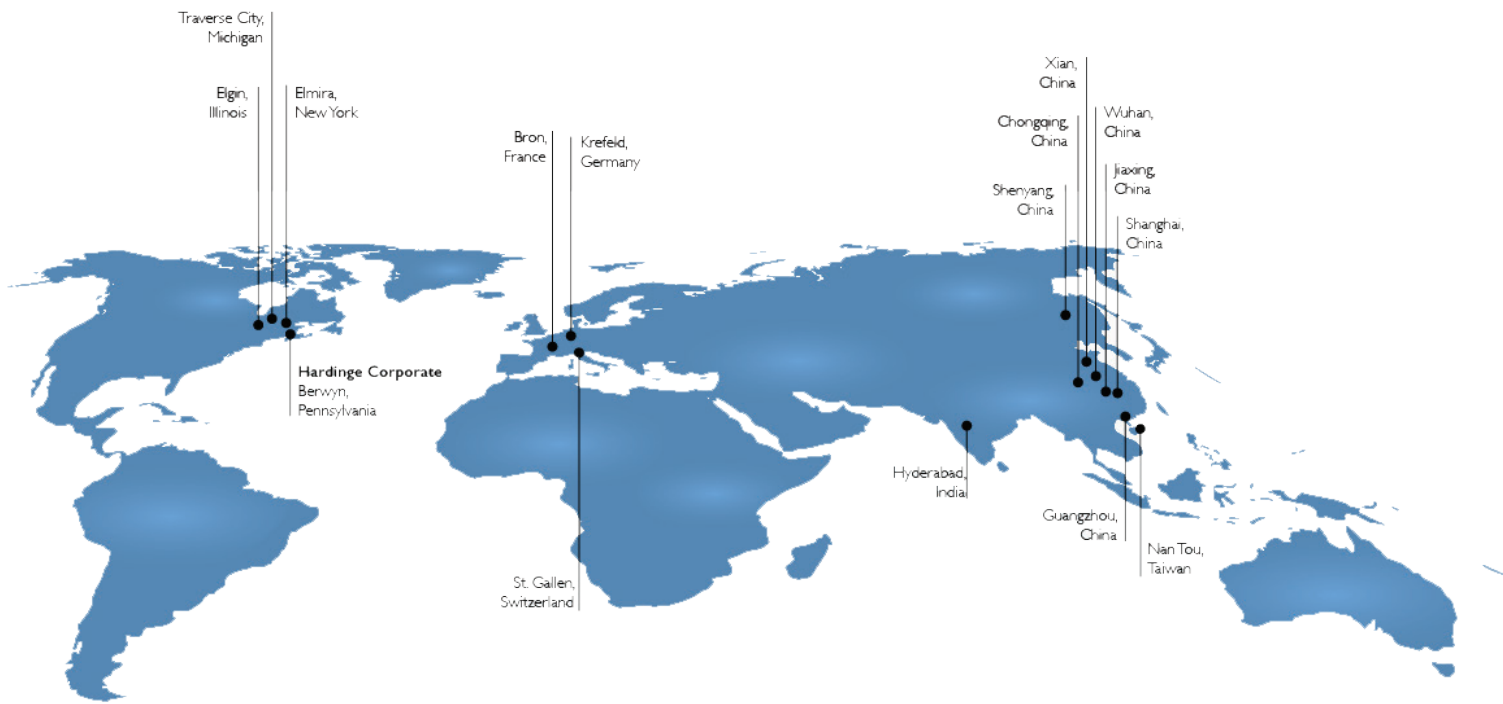 Traverse City,
Michigan
Elgin,
Illinois
Elmira,
New York
Hardinge Corporate
Berwyn,
Pennsylvania
Bron,
France
Krefeld,
Germany
St. Gallen,
Switzerland
Xian,
China
Chongqing,
China
Wuhan,
China
Shenyang,
China
Jiaxing,
China
Shanghai,
China
Hyderabad,
India
Guangzhou,
China
Nan Tou,
Taiwan